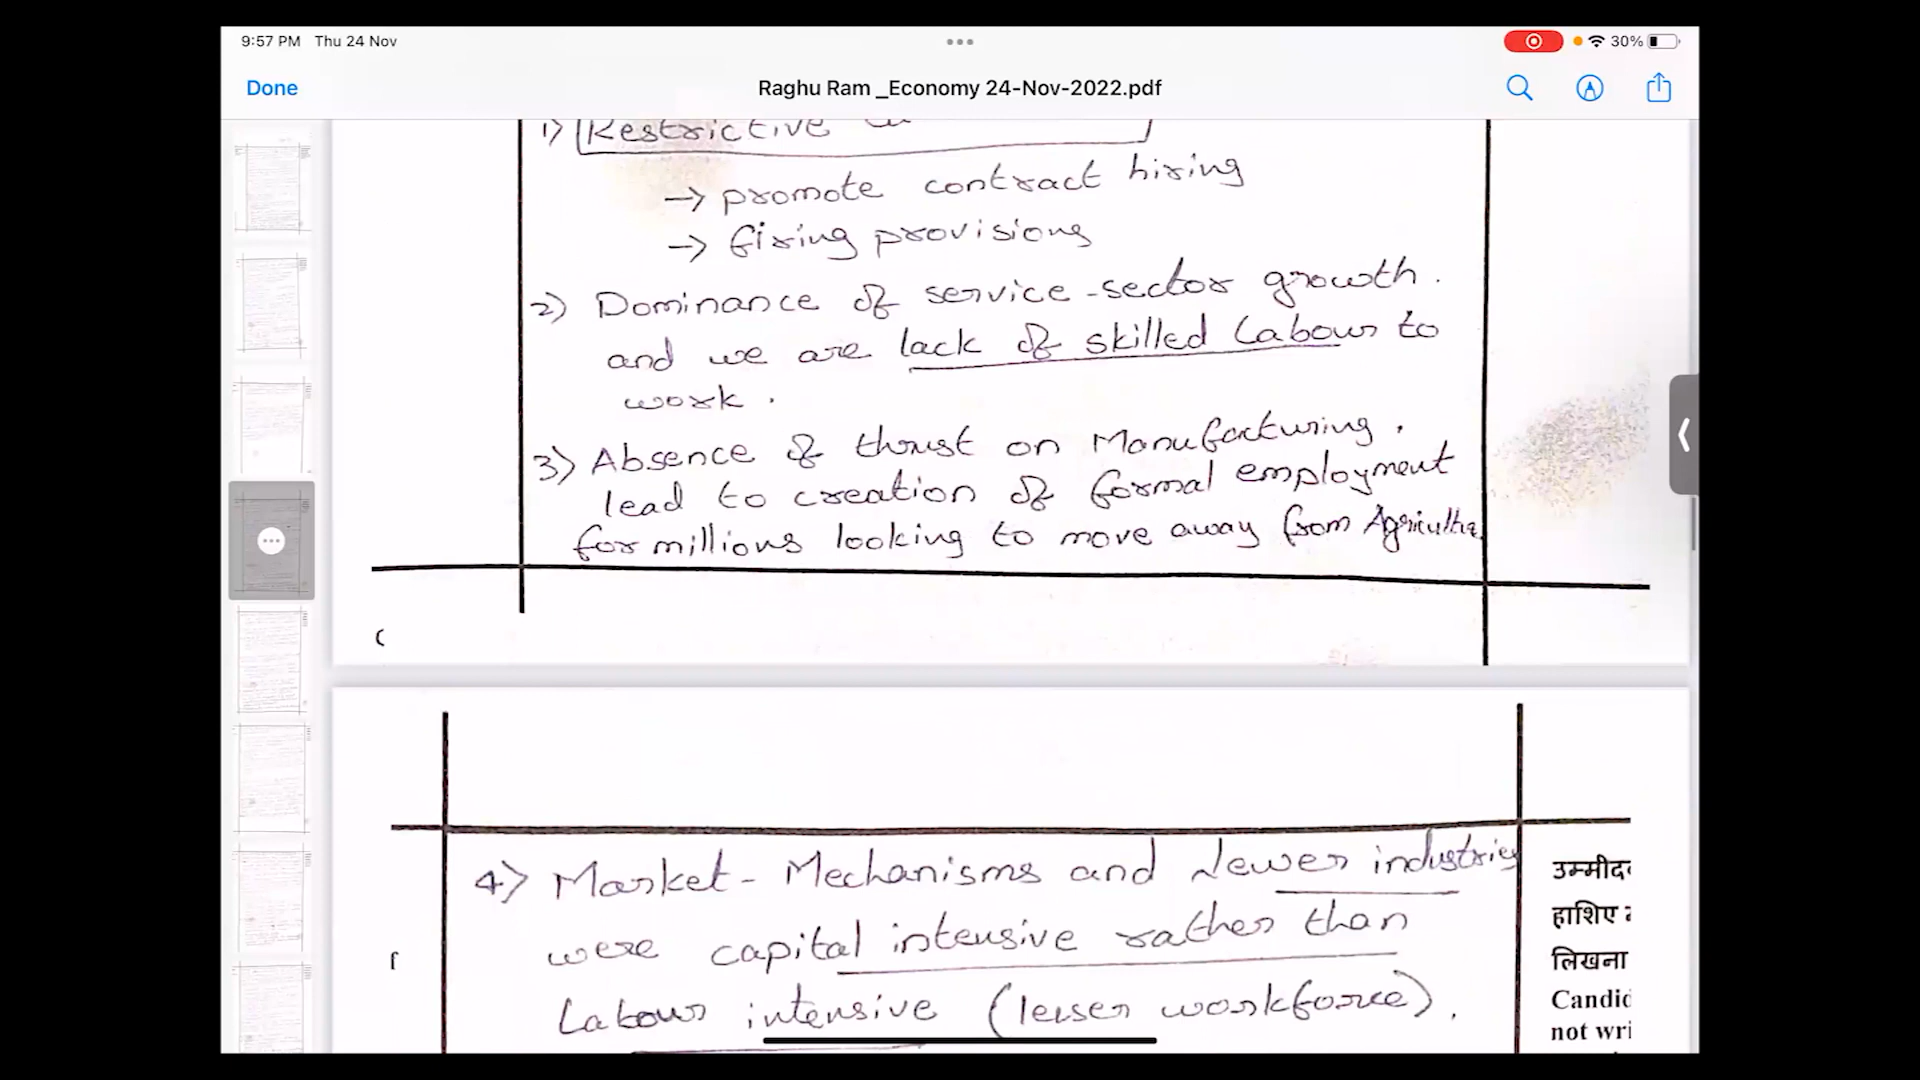 9:57 PM Thu 24 Nov
30%
Done
Raghu Ram _Economy 24-Nov-2022.pdf
1) Restrictive
→ promote contract hiring
→ firing provisions
2) Dominance of service-sector growth.
and we are lack of skilled Labour to
work.
3) Absence of thrust on Manufacturing.
lead to creation of formal employment
for millions looking to move away from
4) Market-Mechanisms and newer industries
were capital intensive rather than
Labour intensive (lesser workforce).
हाशिए
लिखना
Candid
not wri